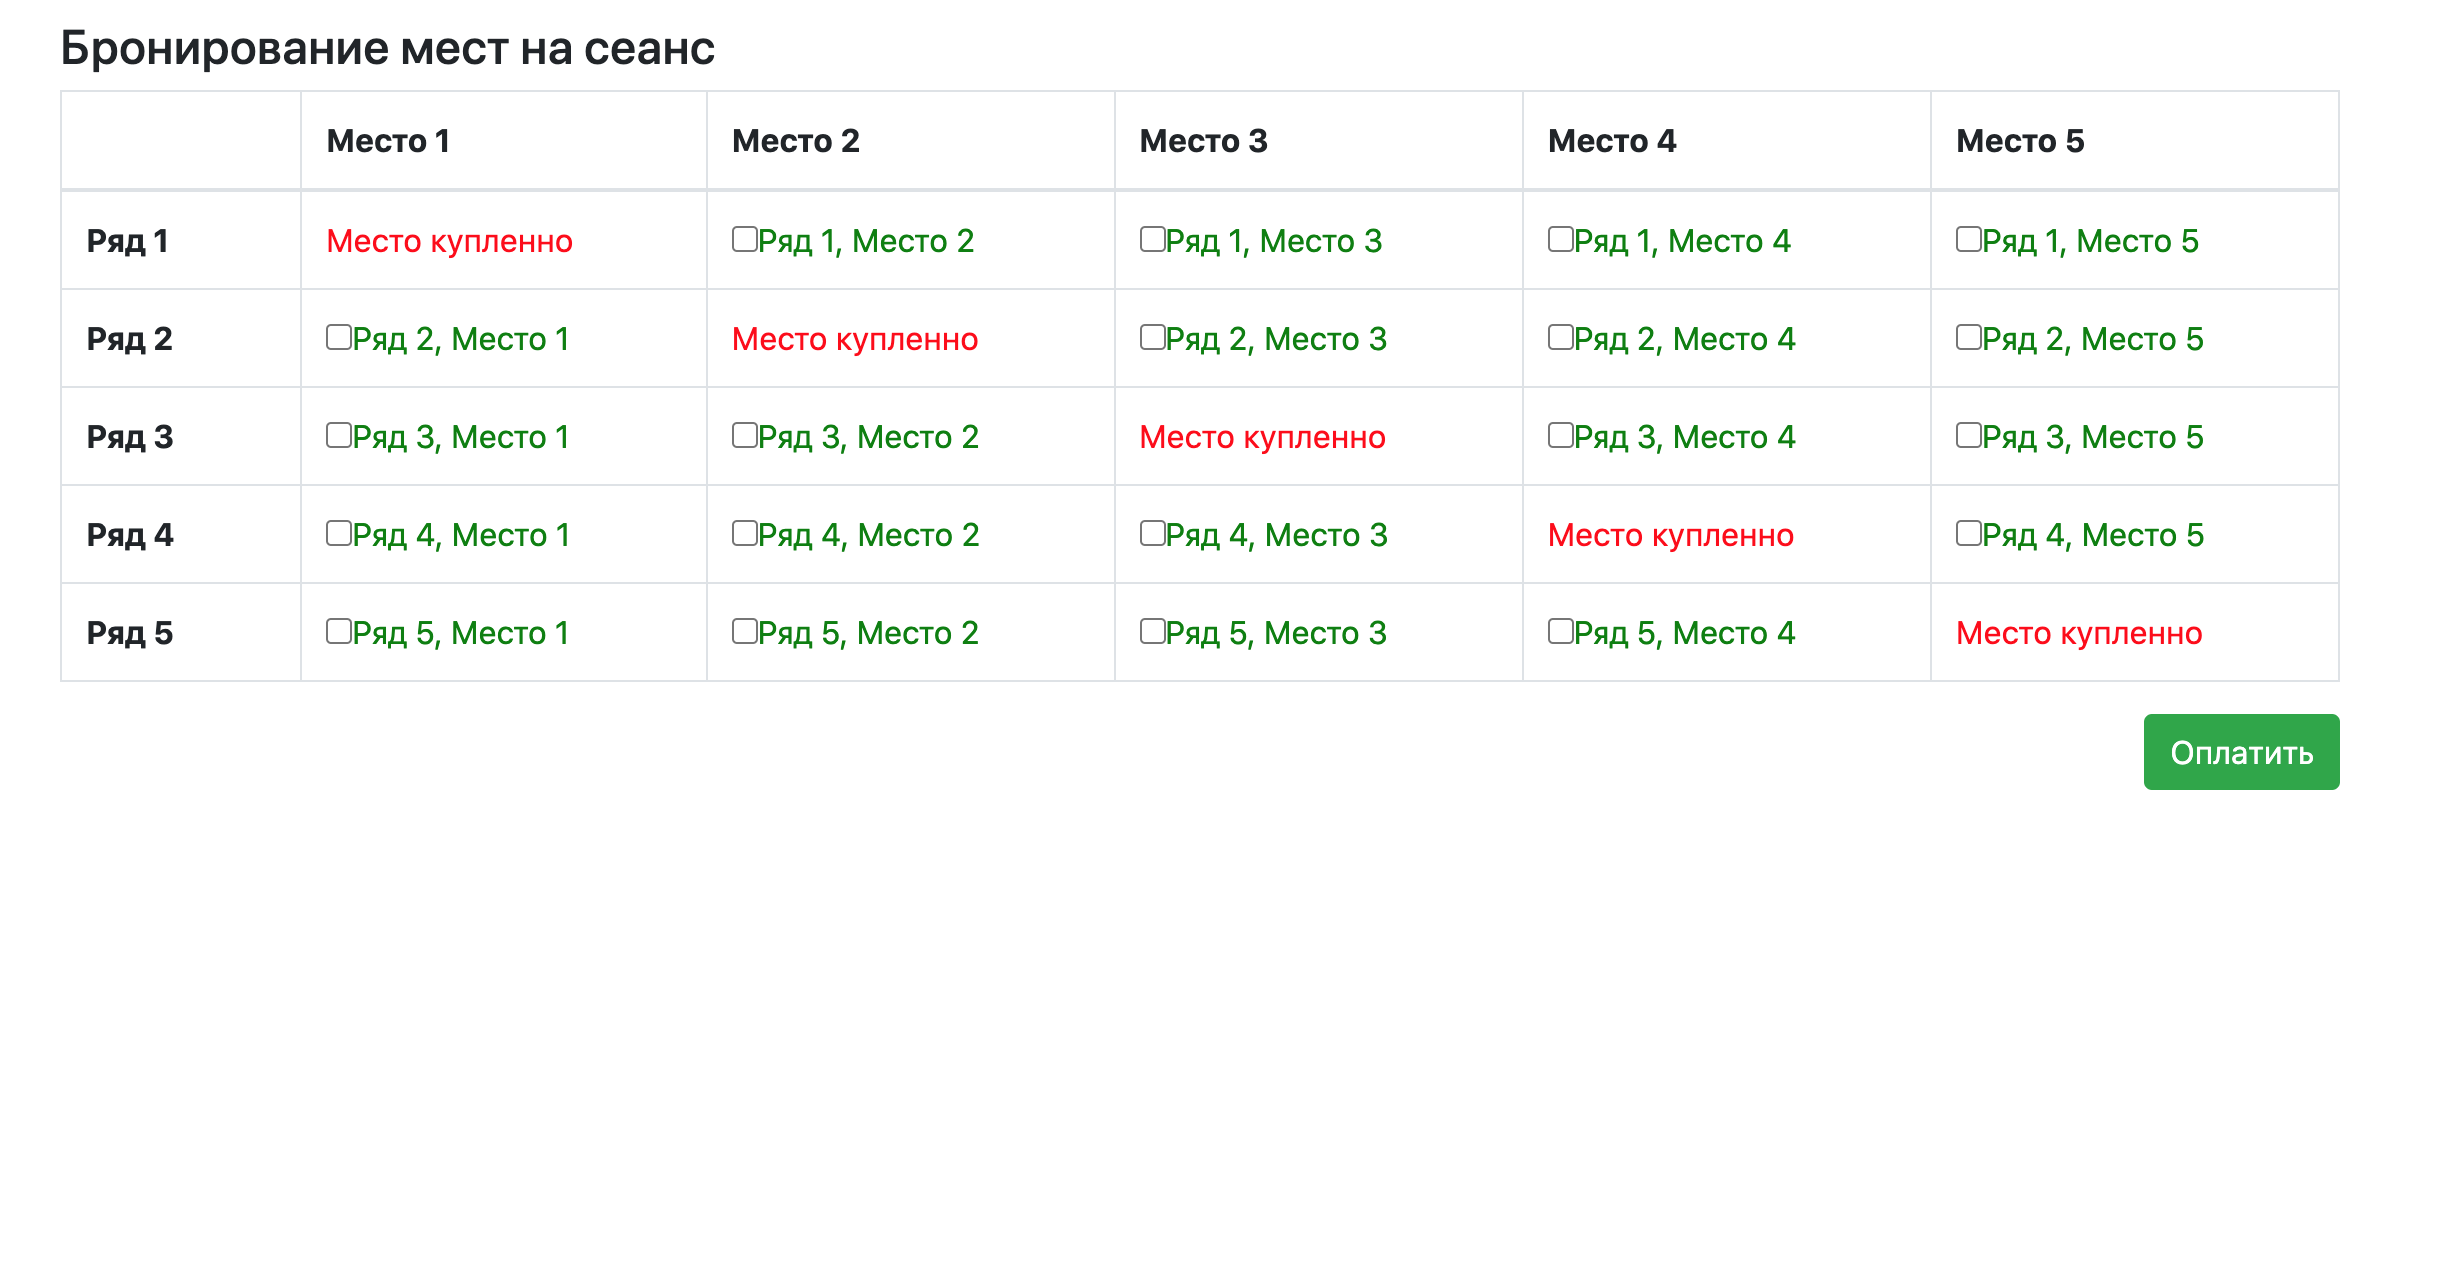 Бронирование мест на сеанс
Место 1 Место 2 Место 3 Место 4 Место 5
Ряд 1 Место купленно Ряд 1, Место 2 Ряд 1, Место 3 Ряд 1, Место 4 Ряд 1, Место 5
Ряд 2 Ряд 2, Место 1 Место купленно Ряд 2, Место 3 Ряд 2, Место 4 Ряд 2, Место 5
Ряд 3 Ряд 3, Место 1 Ряд 3, Место 2 Место купленно Ряд 3, Место 4 Ряд 3, Место 5
Ряд 4 Ряд 4, Место 1 Ряд 4, Место 2 Ряд 4, Место 3 Место купленно Ряд 4, Место 5
Ряд 5 Ряд 5, Место 1 Ряд 5, Место 2 Ряд 5, Место 3 Ряд 5, Место 4 Место купленно
Оплатить